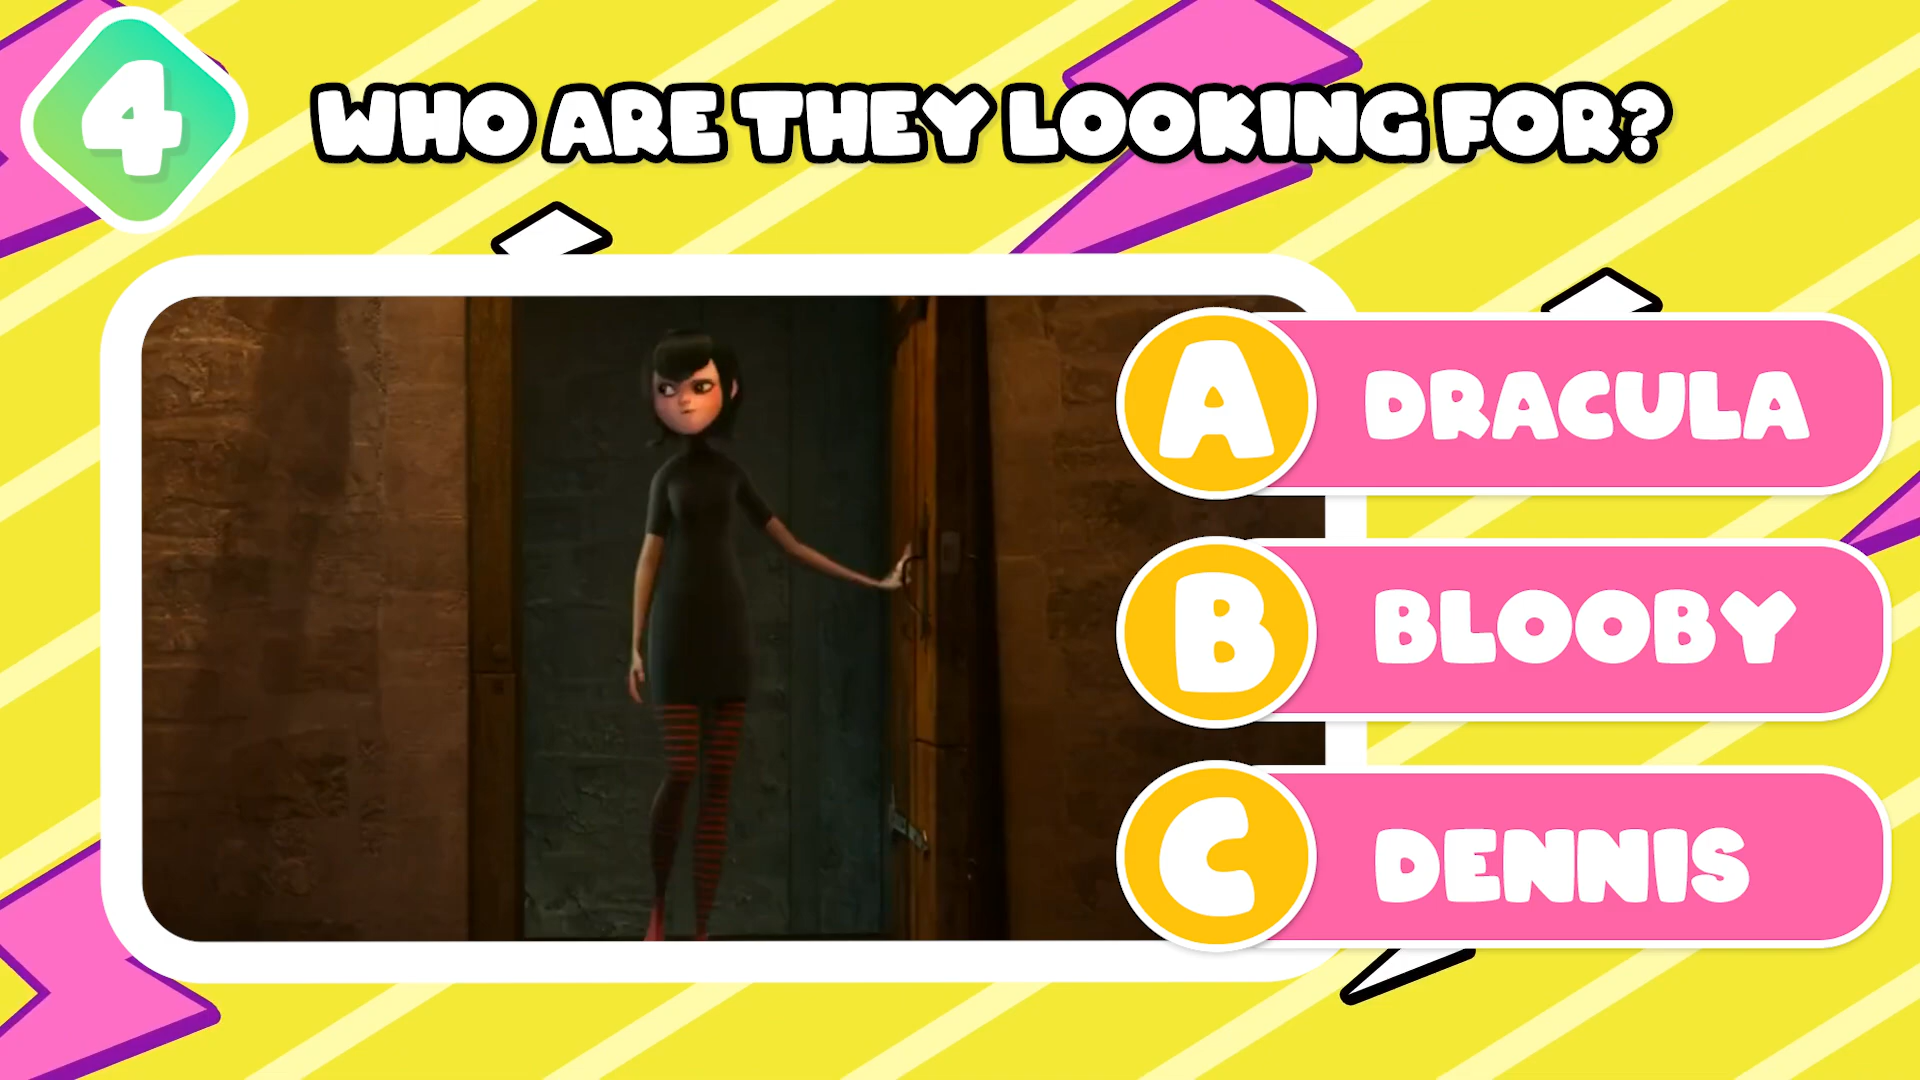 4
WHO ARE THEY LOOKING FOR?
A DRACULA
B BLOOBY
C DENNIS